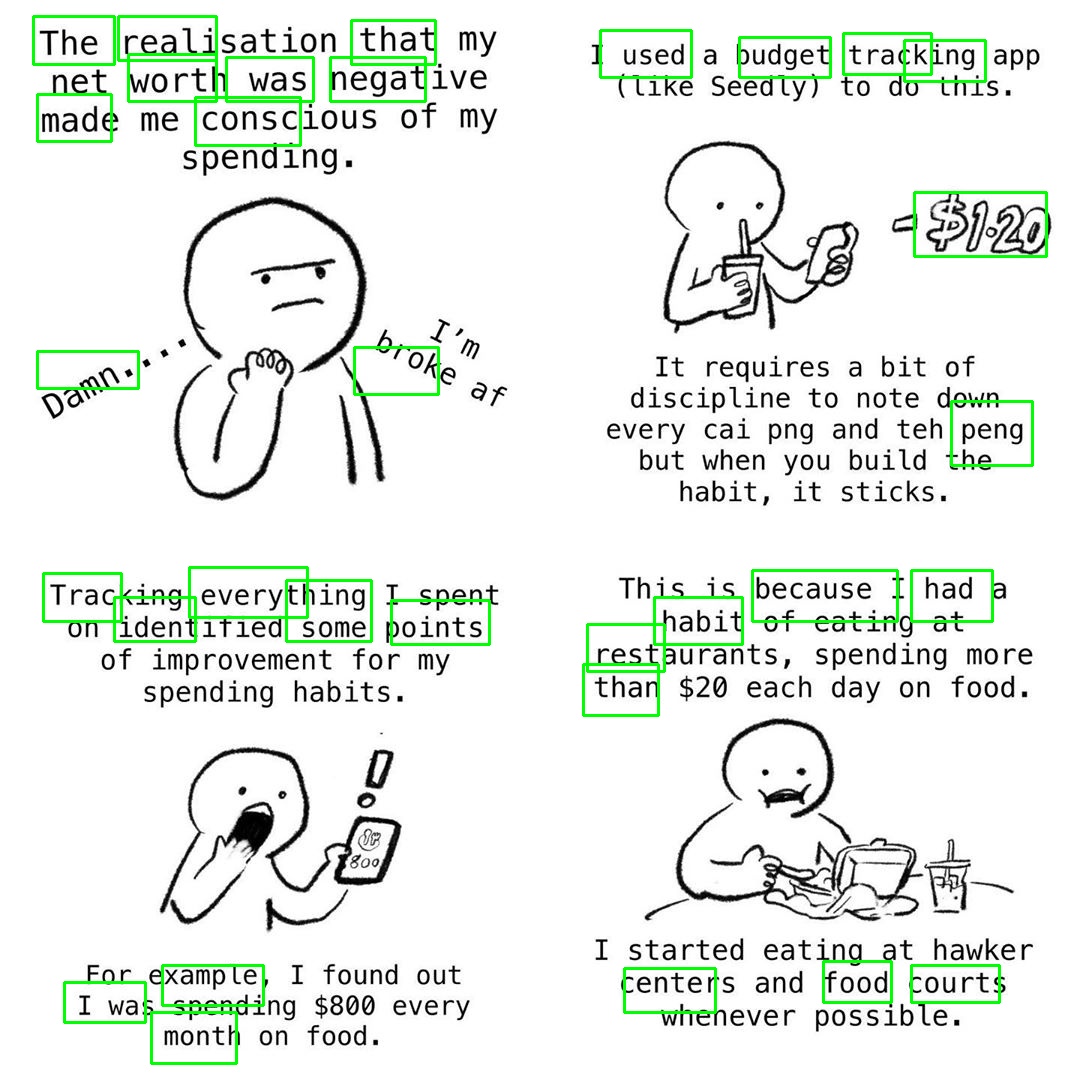 The realisation that my
net worth was negative
made me conscious of my
spending.
Damn....
I'm
broke af
I used a budget tracking app
(like Seedly) to do this.
- $1.20
It requires a bit of
discipline to note down
every cai png and teh peng
but when you build the
habit, it sticks.
Tracking everything I spent
on identified some points
of improvement for my
spending habits.
!
800
For example, I found out
I was spending $800 every
month on food.
This is because I had a
habit of eating at
restaurants, spending more
than $20 each day on food.
I started eating at hawker
centers and food courts
whenever possible.